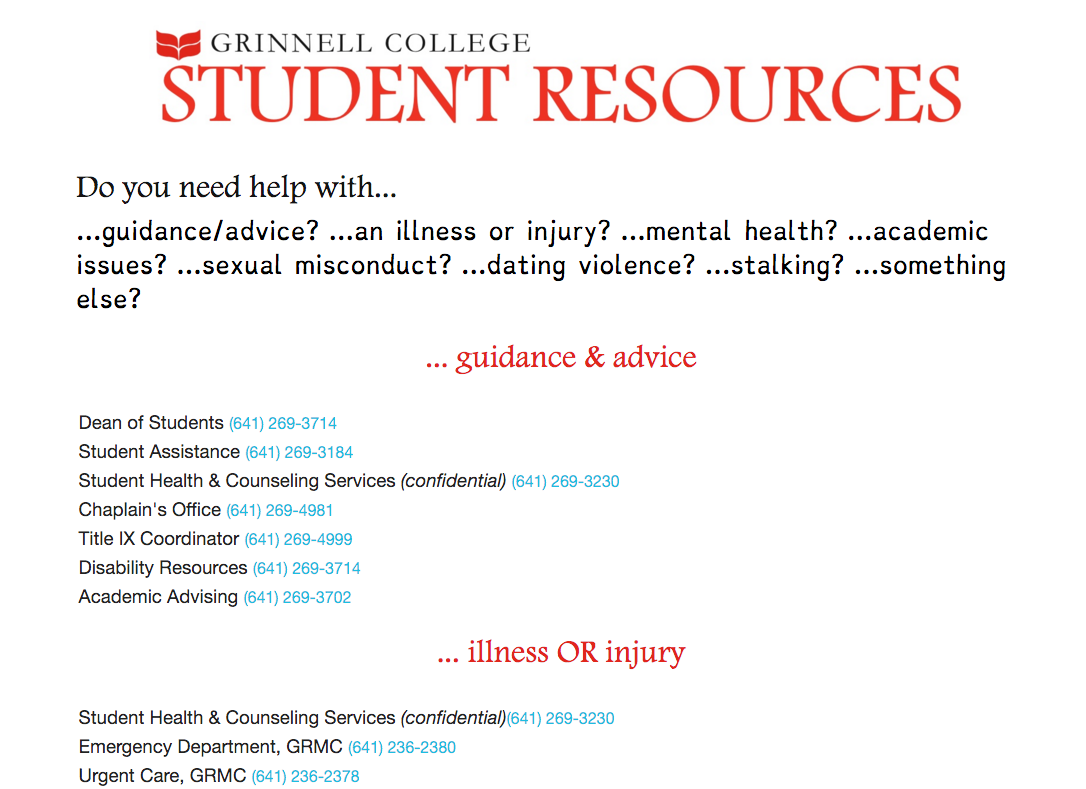 GRINNELL COLLEGE
STUDENT RESOURCES
Do you need help with...
...guidance/advice? ...an illness or injury? ...mental health? ...academic
issues? ...sexual misconduct? ...dating violence? ...stalking? ...something
else?
... guidance & advice
Dean of Students (641) 269-3714
Student Assistance (641) 269-3184
Student Health & Counseling Services (confidential) (641) 269-3230
Chaplain's Office (641) 269-4981
Title IX Coordinator (641) 269-4999
Disability Resources (641) 269-3714
Academic Advising (641) 269-3702
... illness OR injury
Student Health & Counseling Services (confidential)(641) 269-3230
Emergency Department, GRMC (641) 236-2380
Urgent Care, GRMC (641) 236-2378